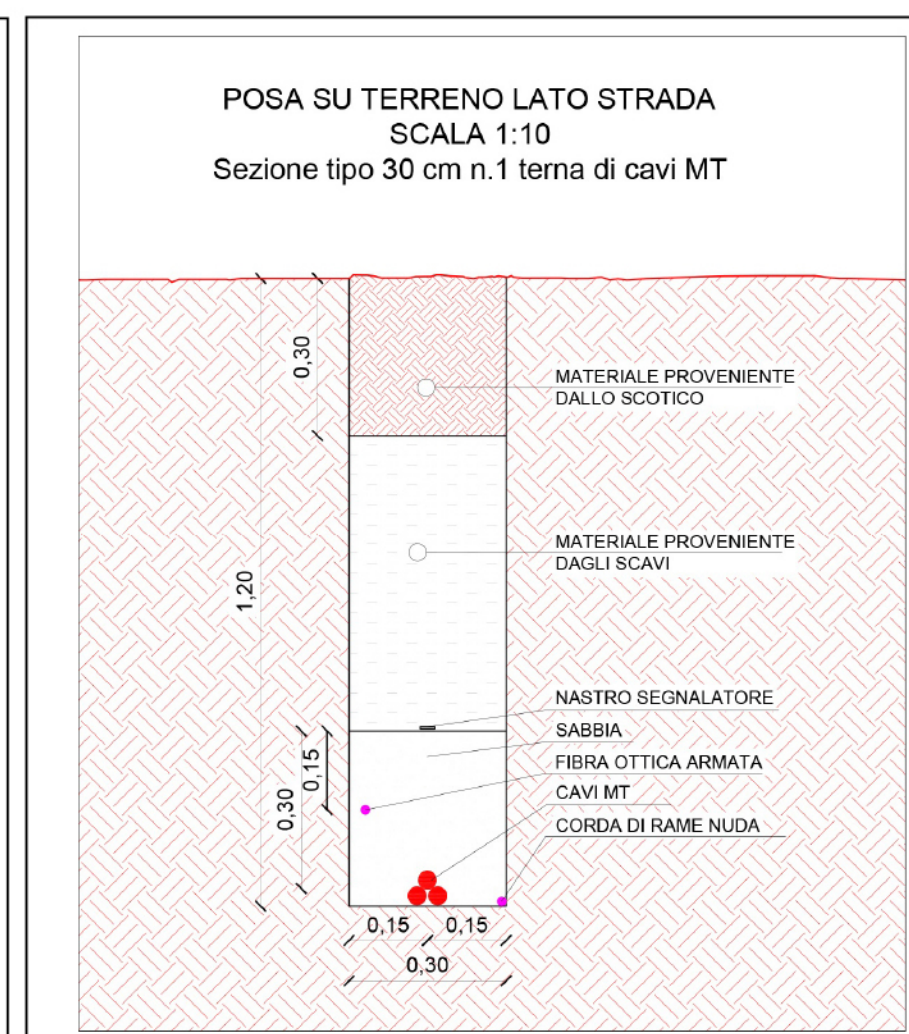 POSA SU TERRENO LATO STRADA
SCALA 1:10
Sezione tipo 30 cm n.1 terna di cavi MT
0,30
MATERIALE PROVENIENTE
DALLO SCOTICO
MATERIALE PROVENIENTE
DAGLI SCAVI
1,20
NASTRO SEGNALATORE
SABBIA
0,15
FIBRA OTTICA ARMATA
0,30
CAVI MT
CORDA DI RAME NUDA
0,15 0,15
0,30